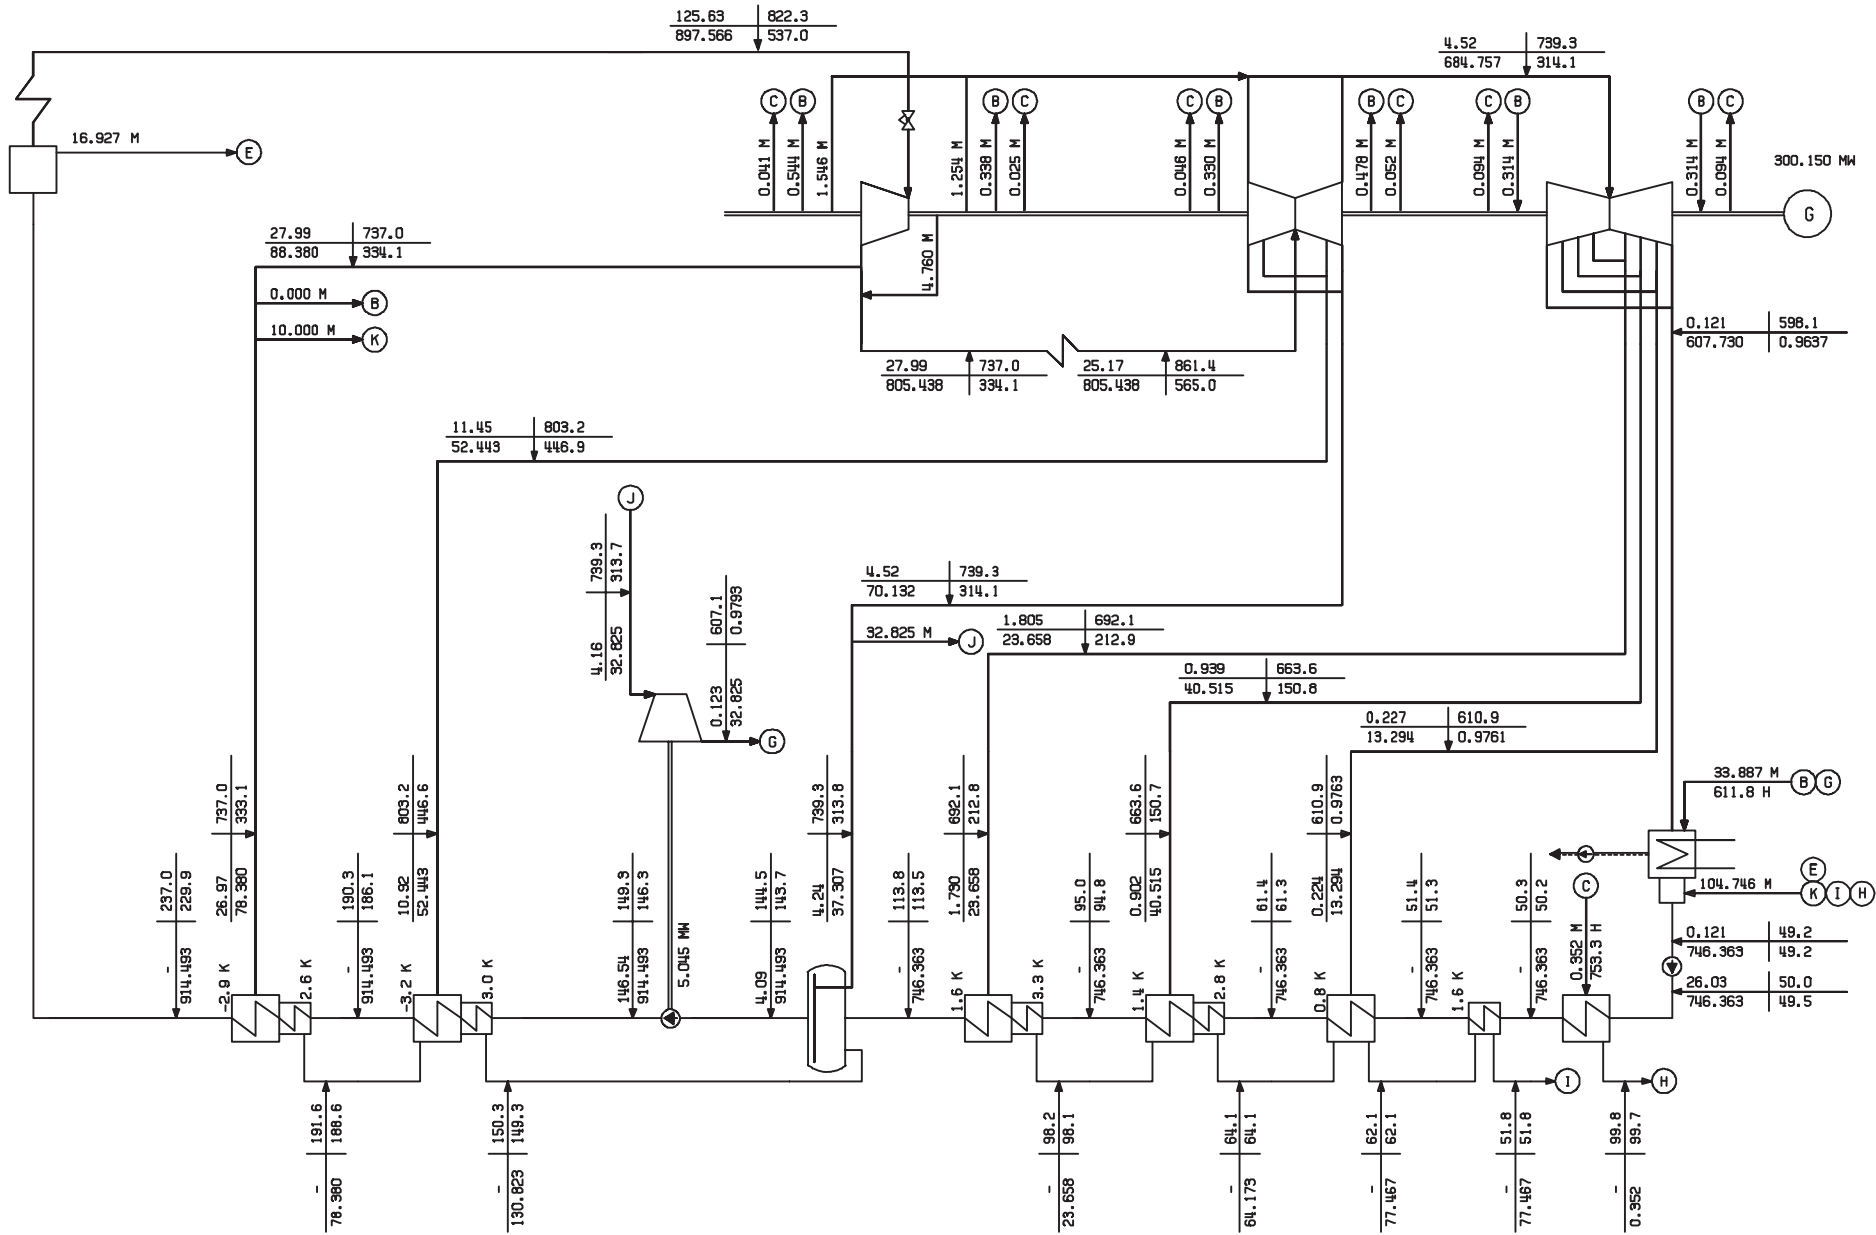 125.63 822.3
897.566 537.0
4.52 739.3
684.757 314.1
16.927 M E
C B
0.041 M
0.544 M
1.546 M
1.254 M
B C
0.338 M
0.025 M
C B
0.046 M
0.330 M
B C
0.478 M
0.052 M
C B
0.094 M
0.314 M
B C
0.314 M
0.094 M
300.150 MW
G
27.99 737.0
88.380 334.1
0.000 M B
10.000 M K
4.760 M
27.99 737.0
805.438 334.1
25.17 861.4
805.438 565.0
0.121 598.1
607.730 0.9637
11.45 803.2
52.443 446.9
J
739.3
313.7
4.16
32.825
607.1
0.9793
0.123
32.825
G
4.52 739.3
70.132 314.1
32.825 M J
1.805 692.1
23.658 212.9
0.939 663.6
40.515 150.8
0.227 610.9
13.294 0.9761
33.887 M B G
611.8 H
E
104.746 M K I H
0.121 49.2
746.363 49.2
26.03 50.0
746.363 49.5
237.0
229.9
-
914.493
737.0
333.1
26.97
78.380
-2.9 K
2.6 K
190.3
186.1
-
914.493
803.2
446.6
10.92
52.443
-3.2 K
3.0 K
149.3
146.3
146.54
914.493
5.045 MW
144.5
143.7
4.09
914.493
739.3
313.8
4.24
37.307
113.8
113.5
-
746.363
692.1
212.8
1.730
23.658
1.6 K
3.3 K
95.0
94.8
-
746.363
663.6
150.7
0.902
40.515
1.4 K
2.8 K
61.4
61.3
-
746.363
610.9
0.9763
0.224
13.294
0.8 K
51.4
51.3
-
746.363
1.6 K
50.3
50.2
-
746.363
C
0.352 M
753.3 H
I
H
191.6
188.6
-
78.380
150.3
149.3
-
130.823
98.2
98.1
-
23.658
64.1
64.1
-
64.173
62.1
62.1
-
77.467
51.8
51.8
-
77.467
99.8
99.7
-
0.352